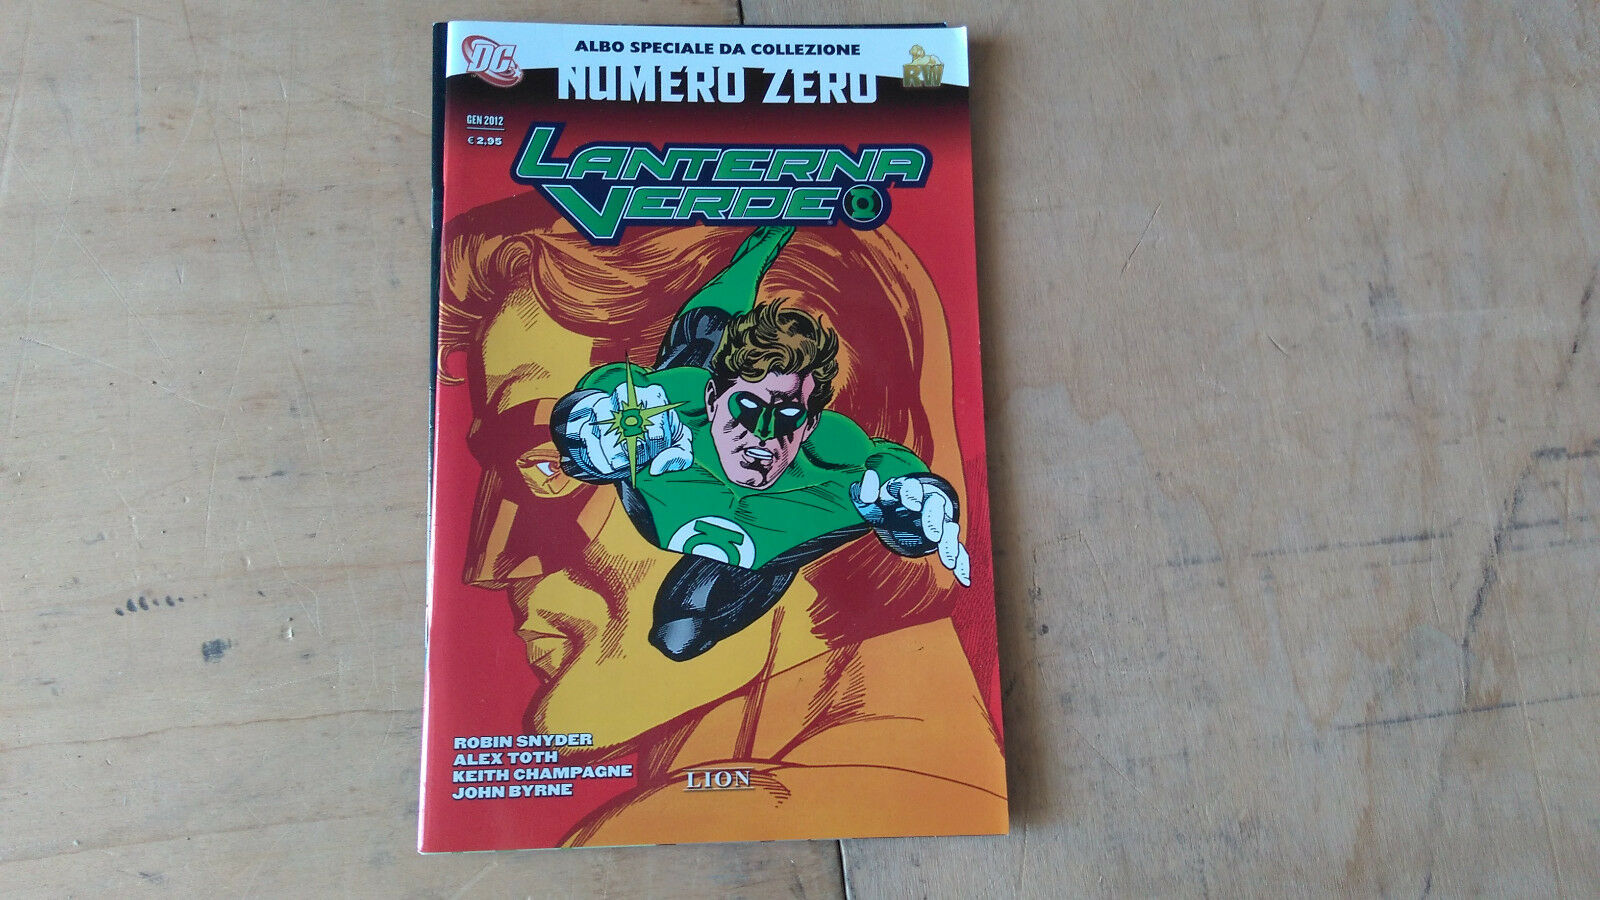 DC
ALBO SPECIALE DA COLLEZIONE
RW
NUMERO ZERO
GEN 2012
€ 2,95
LANTERNA
VERDE
ROBIN SNYDER
ALEX TOTH
KEITH CHAMPAGNE
JOHN BYRNE
LION